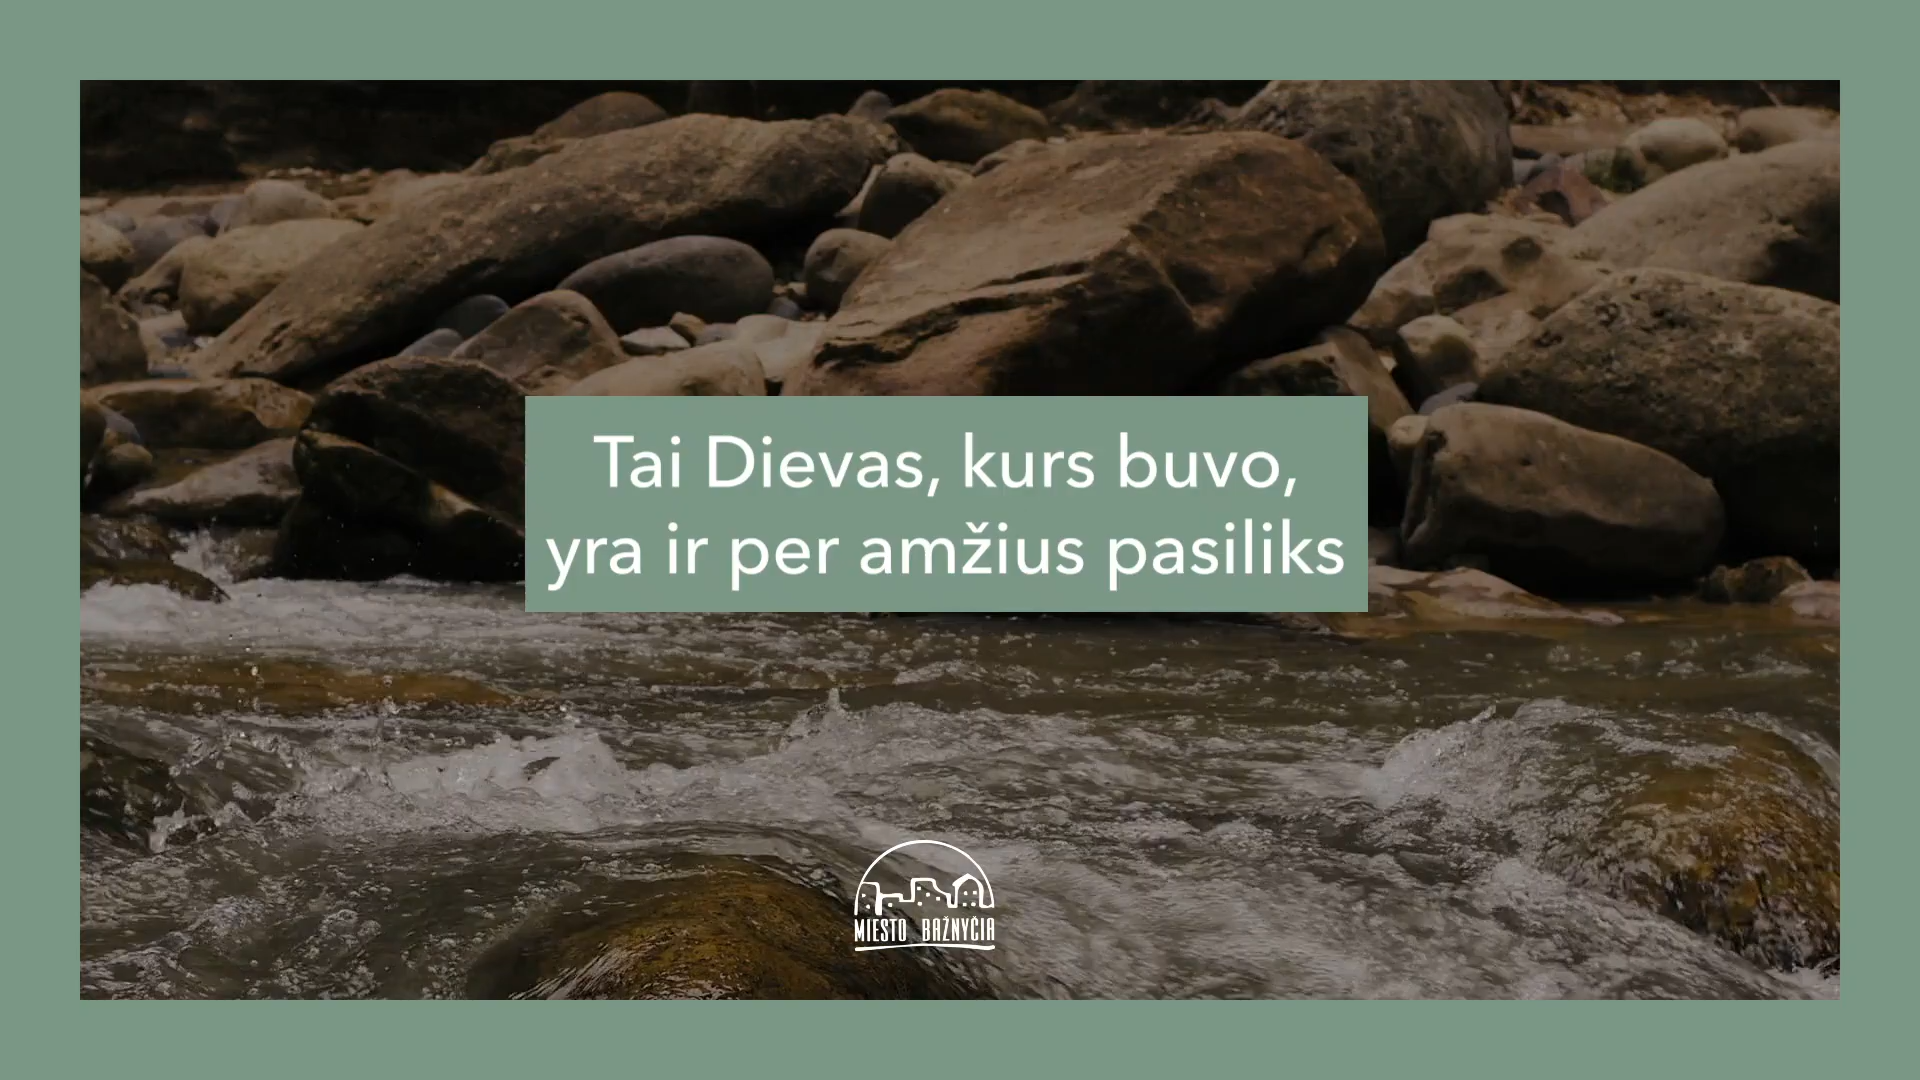 Tai Dievas, kurs buvo,
yra ir per amžius pasiliks
MIESTO BAŽNYČIA